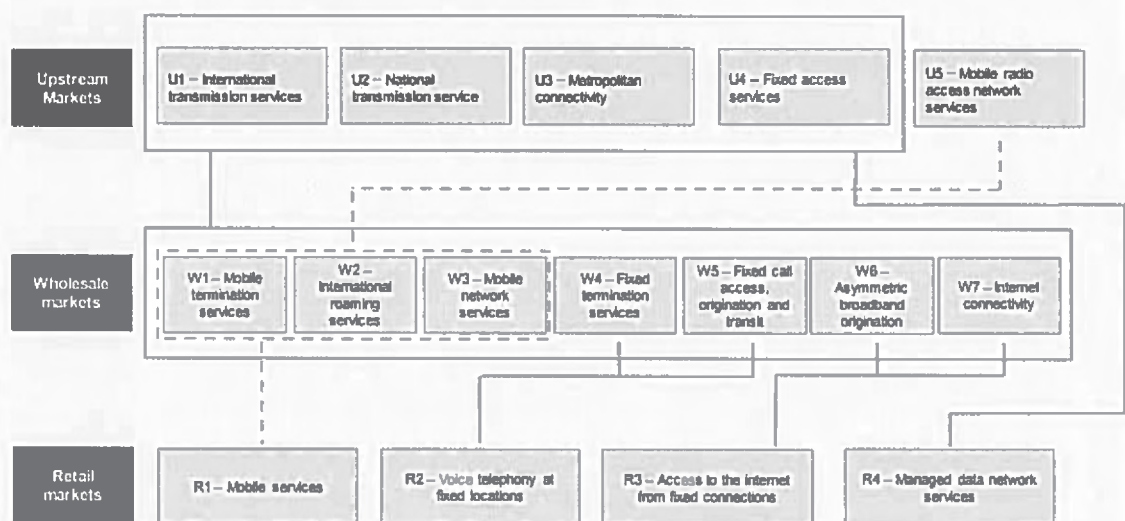 Upstream
Markets
U1 – International
transmission services
U2 – National
transmission service
U3 – Metropolitan
connectivity
U4 – Fixed access
services
U5 – Mobile radio
access network
services
Wholesale
markets
W1 – Mobile
termination
services
W2 –
International
roaming
services
W3 – Mobile
network
services
W4 – Fixed
termination
services
W5 – Fixed call
access,
origination and
transit
W6 –
Asymmetric
broadband
origination
W7 – Internet
connectivity
Retail
markets
R1 – Mobile services
R2 – Voice telephony at
fixed locations
R3 – Access to the internet
from fixed connections
R4 – Managed data network
services